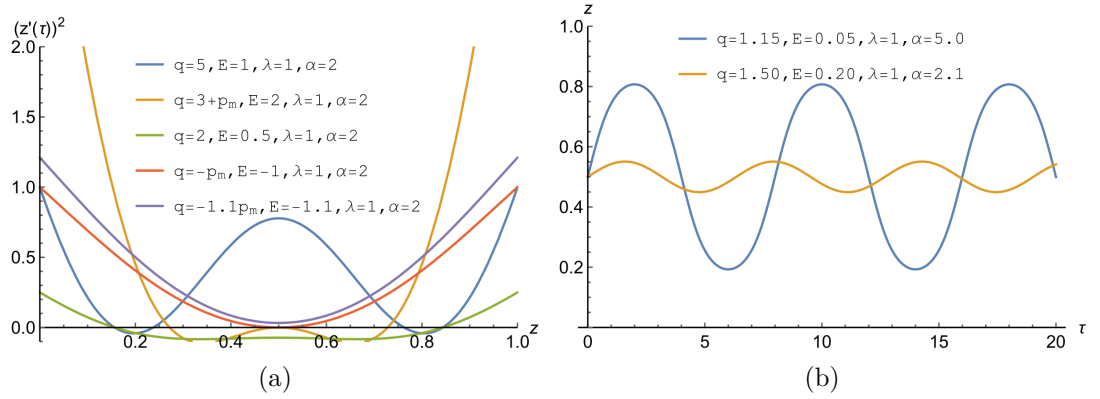 (z′(τ))²
2.0
1.5
1.0
0.5
0.0
0.2
0.4
0.6
0.8
1.0
z
q=5,E=1,λ=1,α=2
q=3+pₘ,E=2,λ=1,α=2
q=2,E=0.5,λ=1,α=2
q=-pₘ,E=-1,λ=1,α=2
q=-1.1pₘ,E=-1.1,λ=1,α=2
(a)
z
1.0
0.8
0.6
0.4
0.2
0
5
10
15
20
τ
q=1.15,E=0.05,λ=1,α=5.0
q=1.50,E=0.20,λ=1,α=2.1
(b)